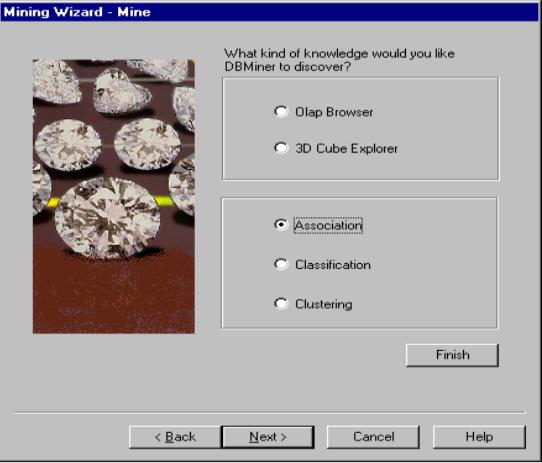 Mining Wizard - Mine
What kind of knowledge would you like
DBMiner to discover?
Olap Browser
3D Cube Explorer
Association
Classification
Clustering
Finish
< Back
Next >
Cancel
Help